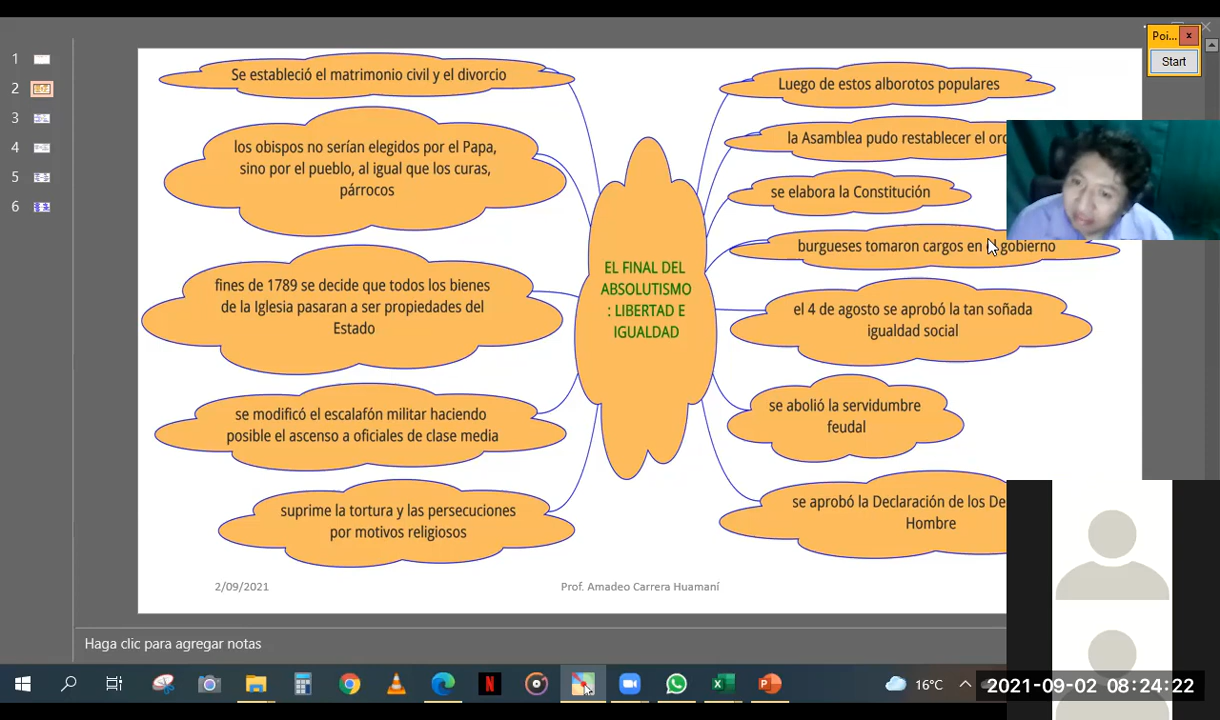 Poi...
x
Start
1
2
3
4
5
6
Se estableció el matrimonio civil y el divorcio
los obispos no serían elegidos por el Papa,
sino por el pueblo, al igual que los curas,
párrocos
fines de 1789 se decide que todos los bienes
de la Iglesia pasaran a ser propiedades del
Estado
se modificó el escalafón militar haciendo
posible el ascenso a oficiales de clase media
suprime la tortura y las persecuciones
por motivos religiosos
EL FINAL DEL
ABSOLUTISMO
: LIBERTAD E
IGUALDAD
Luego de estos alborotos populares
la Asamblea pudo restablecer el
se elabora la Constitución
burgueses tomaron cargos en el gobierno
el 4 de agosto se aprobó la tan soñada
igualdad social
se abolió la servidumbre
feudal
se aprobó la Declaración de los
Hombre
2/09/2021
Prof. Amadeo Carrera Huamaní
Haga clic para agregar notas
16°C
2021-09-02 08:24:22